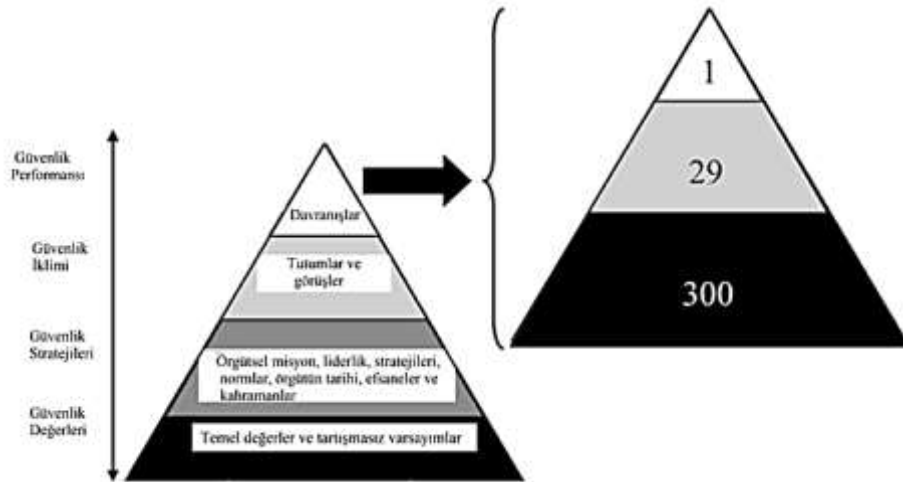 Güvenlik
Performansı
Güvenlik
İklimi
Güvenlik
Stratejileri
Güvenlik
Değerleri
Davranışlar
Tutumlar ve
görüşler
Örgütsel misyon, liderlik, stratejileri,
normlar, örgütün tarihi, efsaneler ve
kahramanlar
Temel değerler ve tartışmasız varsayımlar
1
29
300